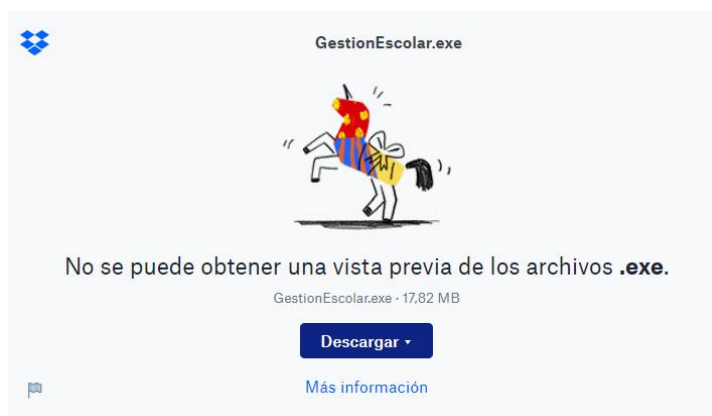 GestionEscolar.exe
No se puede obtener una vista previa de los archivos .exe.
GestionEscolar.exe · 17,82 MB
Descargar
Más información